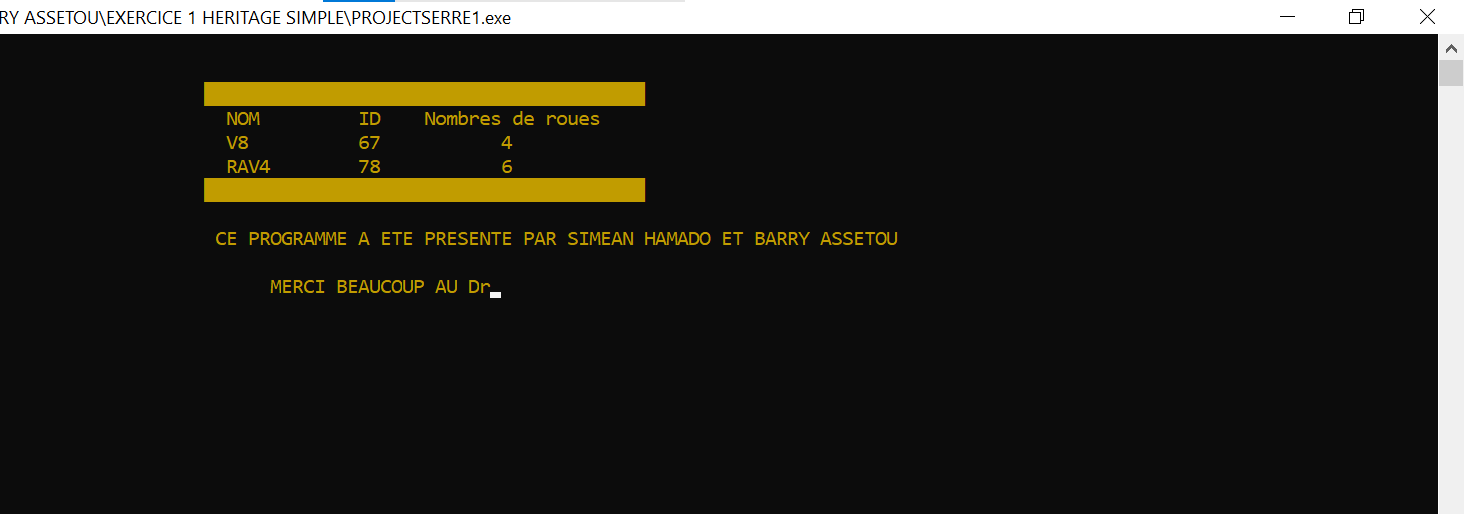 RY ASSETOU\EXERCICE 1 HERITAGE SIMPLE\PROJECTSERRE1.exe
NOM ID Nombres de roues
V8 67 4
RAV4 78 6
CE PROGRAMME A ETE PRESENTE PAR SIMEAN HAMADO ET BARRY ASSETOU
MERCI BEAUCOUP AU Dr